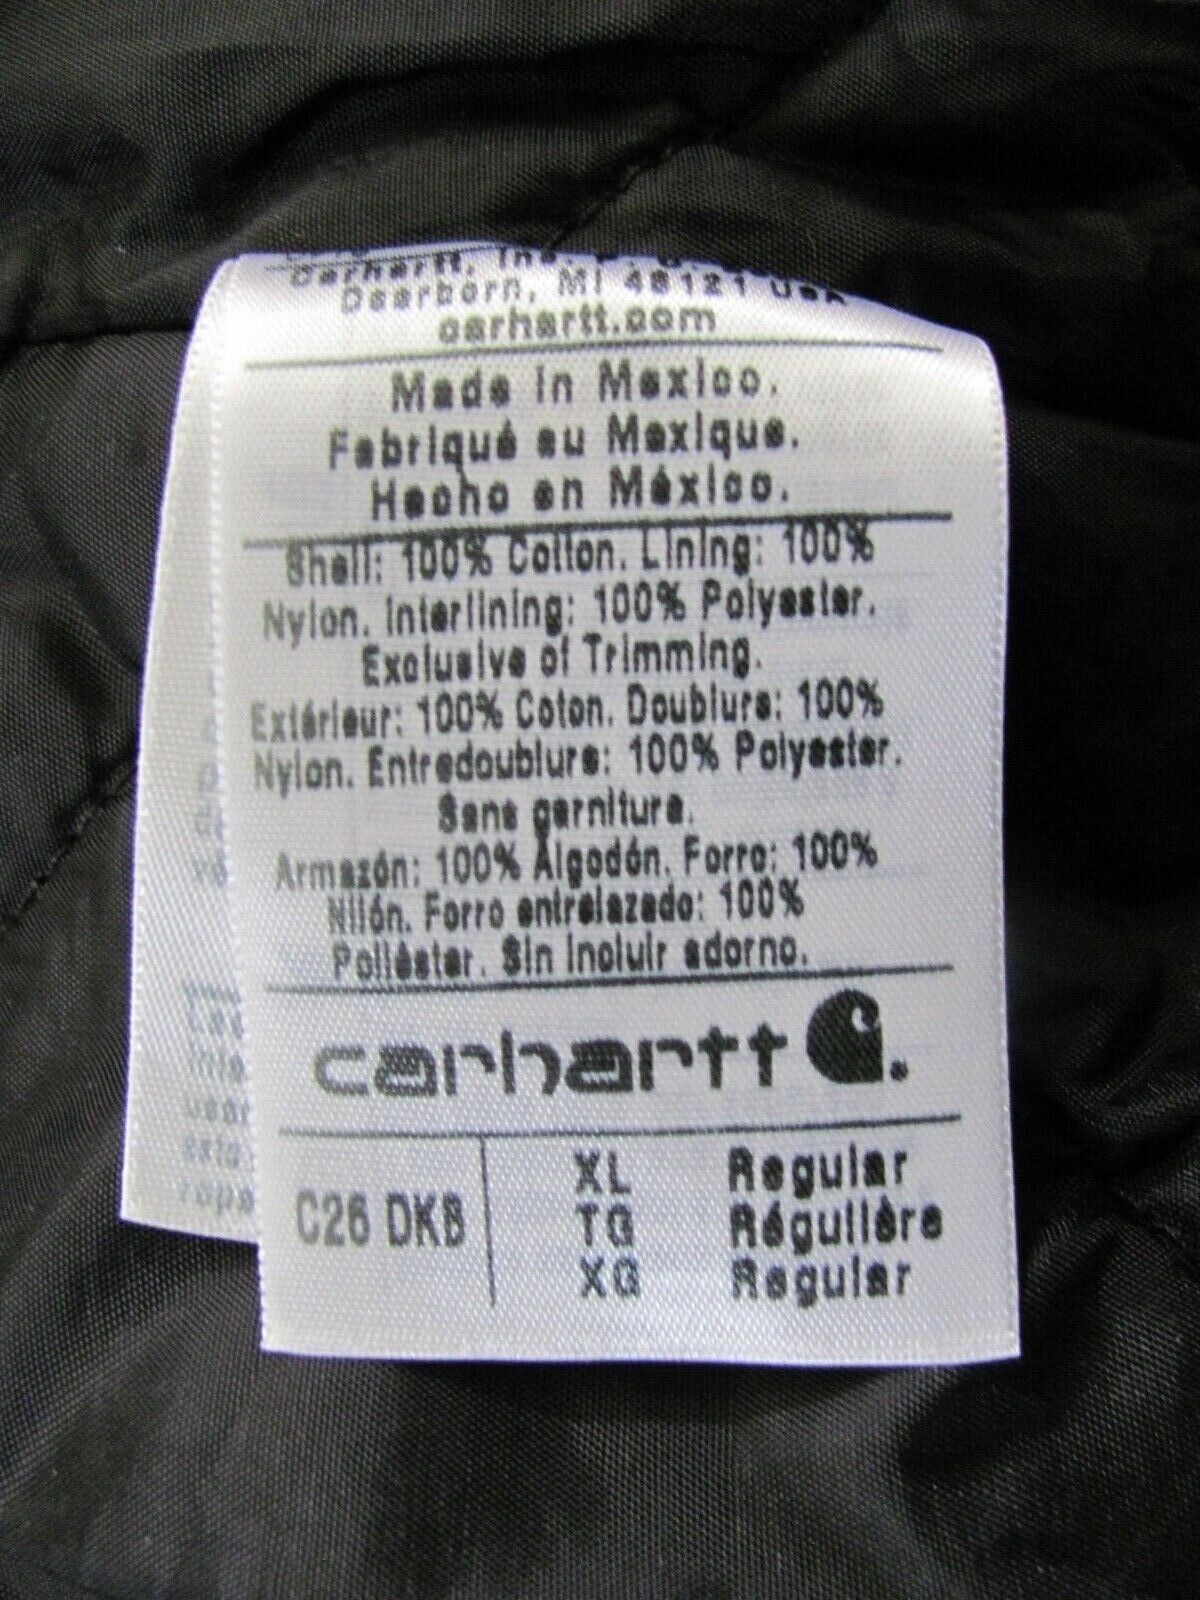 Carhartt, Inc. P. O.
Dearborn, MI 48121 USA
carhartt.com
Made in Mexico.
Fabriqué au Mexique.
Hecho en México.
Shell: 100% Cotton. Lining: 100%
Nylon. Interlining: 100% Polyester.
Exclusive of Trimming.
Extérieur: 100% Coton. Doublure: 100%
Nylon. Entredoublure: 100% Polyester.
Sans garniture.
Armazón: 100% Algodón. Forro: 100%
Nilón. Forro entrelazado: 100%
Poliéster. Sin incluir adorno.
carhartt
C26 DKB
XL Regular
TG Régulière
XG Regular